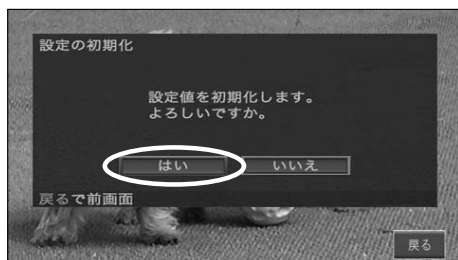 設定の初期化
設定値を初期化します。
よろしいですか。
はい
いいえ
戻るで前画面
戻る